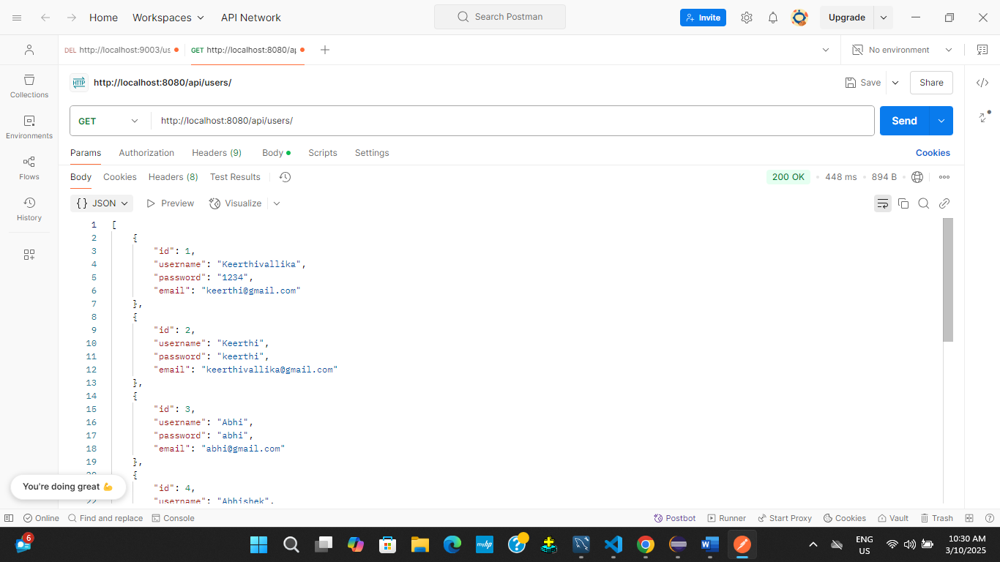 Home Workspaces API Network Search Postman Invite Upgrade
DEL http://localhost:9003/us GET http://localhost:8080/ap No environment
HTTP http://localhost:8080/api/users/ Save Share
Collections
GET http://localhost:8080/api/users/ Send
Environments
Params Authorization Headers (9) Body Scripts Settings Cookies
Flows
Body Cookies Headers (8) Test Results 200 OK 448 ms 894 B
{} JSON Preview Visualize
History
1 [
2 {
3 "id": 1,
4 "username": "Keerthivallika",
5 "password": "1234",
6 "email": "keerthi@gmail.com"
7 },
8 {
9 "id": 2,
10 "username": "Keerthi",
11 "password": "keerthi",
12 "email": "keerthivallika@gmail.com"
13 },
14 {
15 "id": 3,
16 "username": "Abhi",
17 "password": "abhi",
18 "email": "abhi@gmail.com"
19 },
{
"id": 4,
22 "username": "Abhishek",
You're doing great 💪
Online Find and replace Console Postbot Runner Start Proxy Cookies Vault Trash
6 myhp ENG 10:30 AM
US 3/10/2025